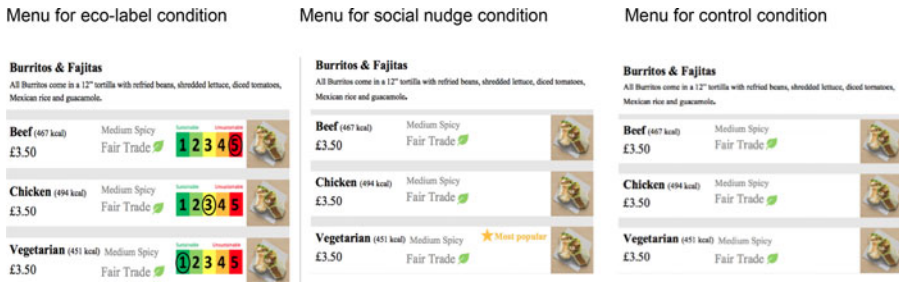 Menu for eco-label condition
Burritos & Fajitas
All Burritos come in a 12" tortilla with refried beans, shredded lettuce, diced tomatoes,
Mexican rice and guacamole.
Beef (467 kcal) Medium Spicy Sustainable Unsustainable
£3.50 Fair Trade 1 2 3 4 5
Chicken (494 kcal) Medium Spicy Sustainable Unsustainable
£3.50 Fair Trade 1 2 3 4 5
Vegetarian (451 kcal) Medium Spicy Sustainable Unsustainable
£3.50 Fair Trade 1 2 3 4 5
Menu for social nudge condition
Burritos & Fajitas
All Burritos come in a 12" tortilla with refried beans, shredded lettuce, diced tomatoes,
Mexican rice and guacamole.
Beef (467 kcal) Medium Spicy
£3.50 Fair Trade
Chicken (494 kcal) Medium Spicy
£3.50 Fair Trade
Vegetarian (451 kcal) Medium Spicy Most popular
£3.50 Fair Trade
Menu for control condition
Burritos & Fajitas
All Burritos come in a 12" tortilla with refried beans, shredded lettuce, diced tomatoes,
Mexican rice and guacamole.
Beef (467 kcal) Medium Spicy
£3.50 Fair Trade
Chicken (494 kcal) Medium Spicy
£3.50 Fair Trade
Vegetarian (451 kcal) Medium Spicy
£3.50 Fair Trade